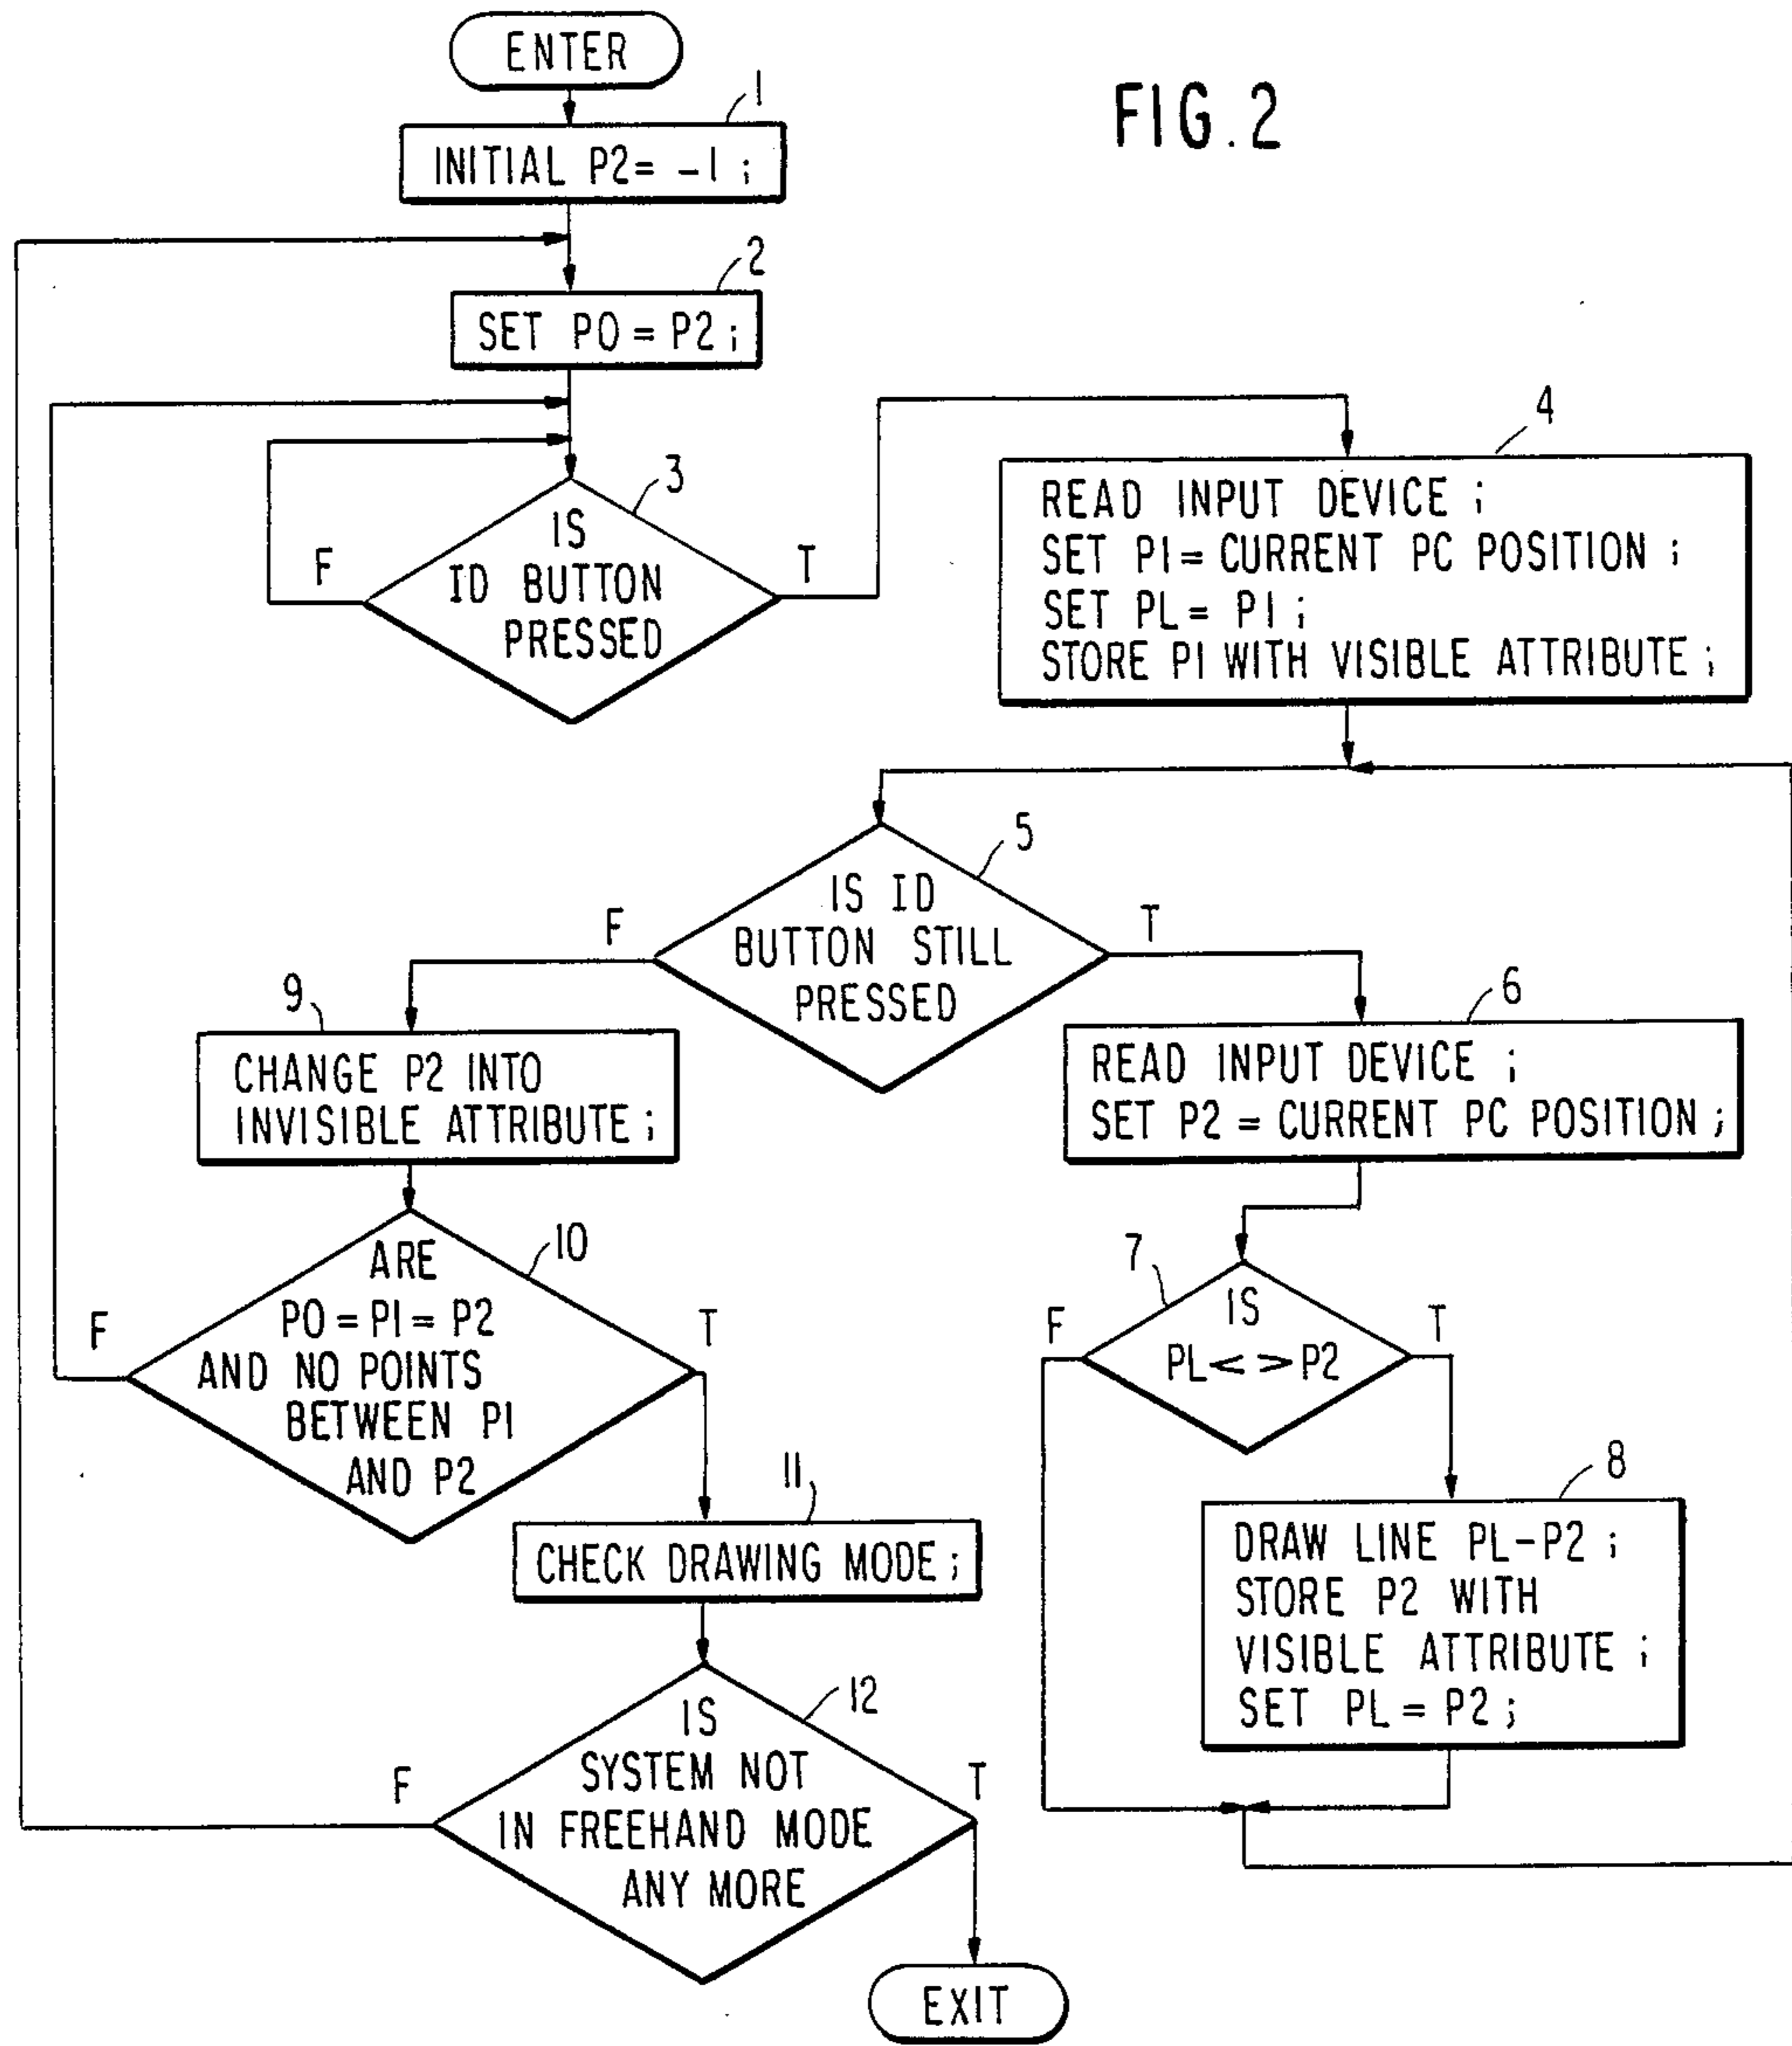 ENTER
FIG.2
1
INITIAL P2= -1 ;
2
SET P0 = P2 ;
3
IS
ID BUTTON
PRESSED
F
T
4
READ INPUT DEVICE ;
SET P1 = CURRENT PC POSITION ;
SET PL = P1 ;
STORE P1 WITH VISIBLE ATTRIBUTE ;
5
IS ID
BUTTON STILL
PRESSED
F
T
9
CHANGE P2 INTO
INVISIBLE ATTRIBUTE ;
6
READ INPUT DEVICE ;
SET P2 = CURRENT PC POSITION ;
10
ARE
P0 = P1 = P2
AND NO POINTS
BETWEEN P1
AND P2
F
T
7
IS
PL < > P2
F
T
11
CHECK DRAWING MODE ;
8
DRAW LINE PL-P2 ;
STORE P2 WITH
VISIBLE ATTRIBUTE ;
SET PL = P2 ;
12
IS
SYSTEM NOT
IN FREEHAND MODE
ANY MORE
F
T
EXIT